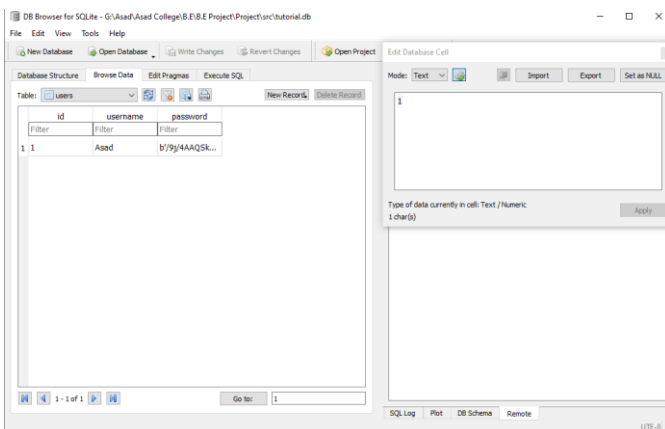 DB Browser for SQLite - G:\Asad\Asad College\B.E\B.E Project\Project\src\tutorial.db
File Edit View Tools Help
New Database Open Database Write Changes Revert Changes Open Project
Edit Database Cell
Database Structure Browse Data Edit Pragmas Execute SQL
Mode: Text Import Export Set as NULL
Table: users New Record Delete Record
1
id username password
Filter Filter Filter
1 1 Asad b'/9j/4AAQSk...
Type of data currently in cell: Text / Numeric
1 char(s)
Apply
1 - 1 of 1 Go to: 1
SQL Log Plot DB Schema Remote
UTF-8